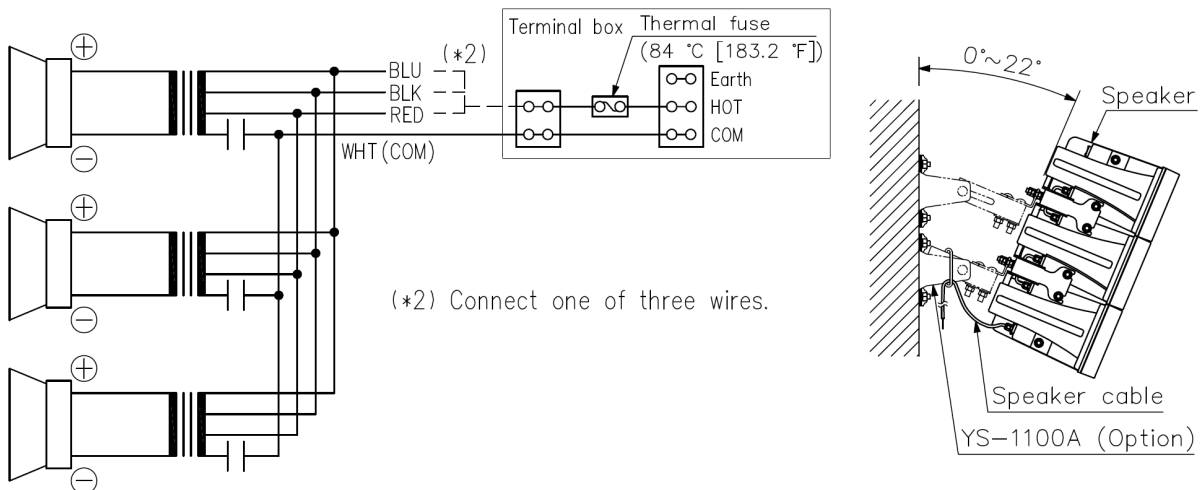 Terminal box
Thermal fuse
(84 °C [183.2 °F])
(*2)
BLU
BLK
RED
WHT (COM)
Earth
HOT
COM
+
−
+
−
+
−
(*2) Connect one of three wires.
0°~22°
Speaker
Speaker cable
YS-1100A (Option)